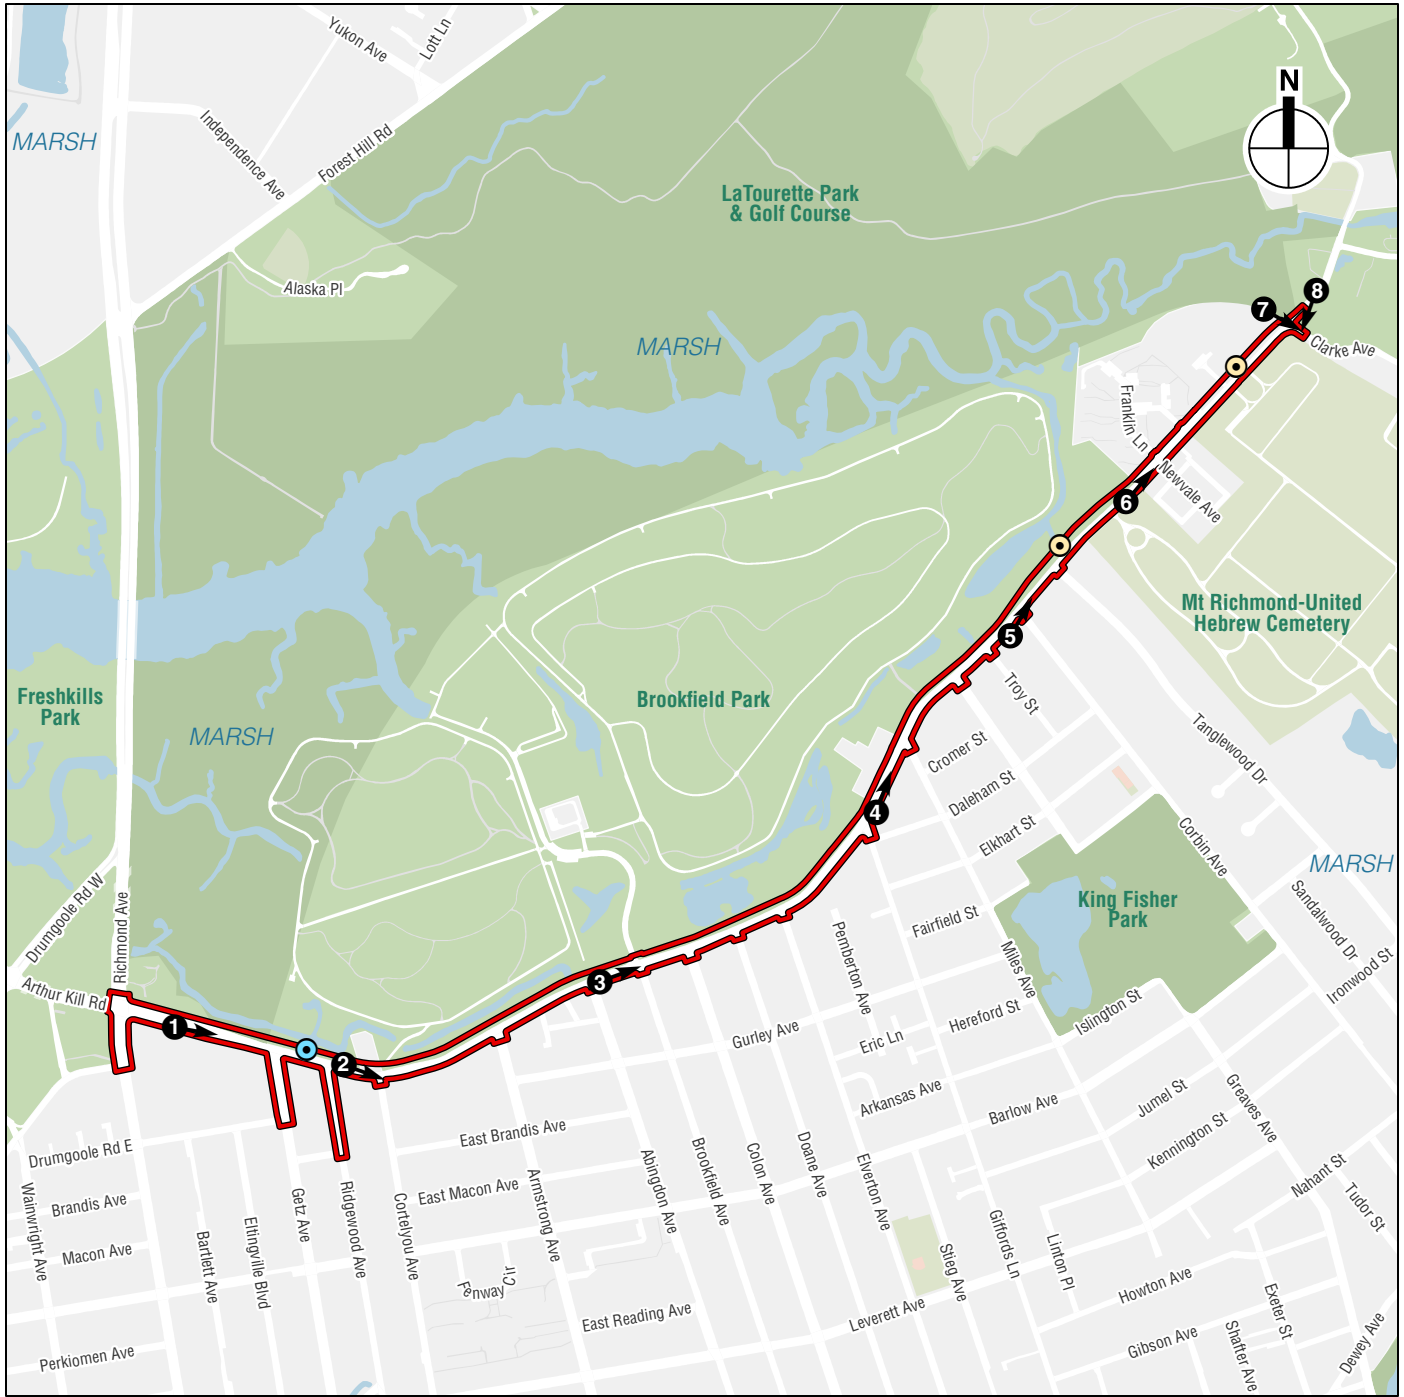 Yukon Ave
Lott Ln
N
MARSH
Independence Ave
Forest Hill Rd
LaTourette Park
& Golf Course
Alaska Pl
8
7
MARSH
Clarke Ave
Franklin Ln
Newvale Ave
6
Mt Richmond-United
Hebrew Cemetery
5
Freshkills
Park
Brookfield Park
Troy St
MARSH
Tanglewood Dr
Cromer St
Daleham St
4
Elkhart St
Corbin Ave
MARSH
Drumgoole Rd W
Richmond Ave
King Fisher
Park
Sandalwood Dr
Fairfield St
Pemberton Ave
Miles Ave
Ironwood St
Arthur Kill Rd
3
1
2
Gurley Ave
Eric Ln
Hereford St
Islington St
Arkansas Ave
Barlow Ave
Jumel St
Greaves Ave
Kennington St
Drumgoole Rd E
East Brandis Ave
Brandis Ave
East Macon Ave
Macon Ave
Wainwright Ave
Bartlett Ave
Eltingville Blvd
Getz Ave
Ridgewood Ave
Cortelyou Ave
Armstrong Ave
Abingdon Ave
Brookfield Ave
Colon Ave
Doane Ave
Elverton Ave
Stieg Ave
Giffords Ln
Linton Pl
Nahant St
Tudor St
Fenway Cir
East Reading Ave
Leverett Ave
Howton Ave
Exeter St
Gibson Ave
Shafter Ave
Dewey Ave
Perkiomen Ave